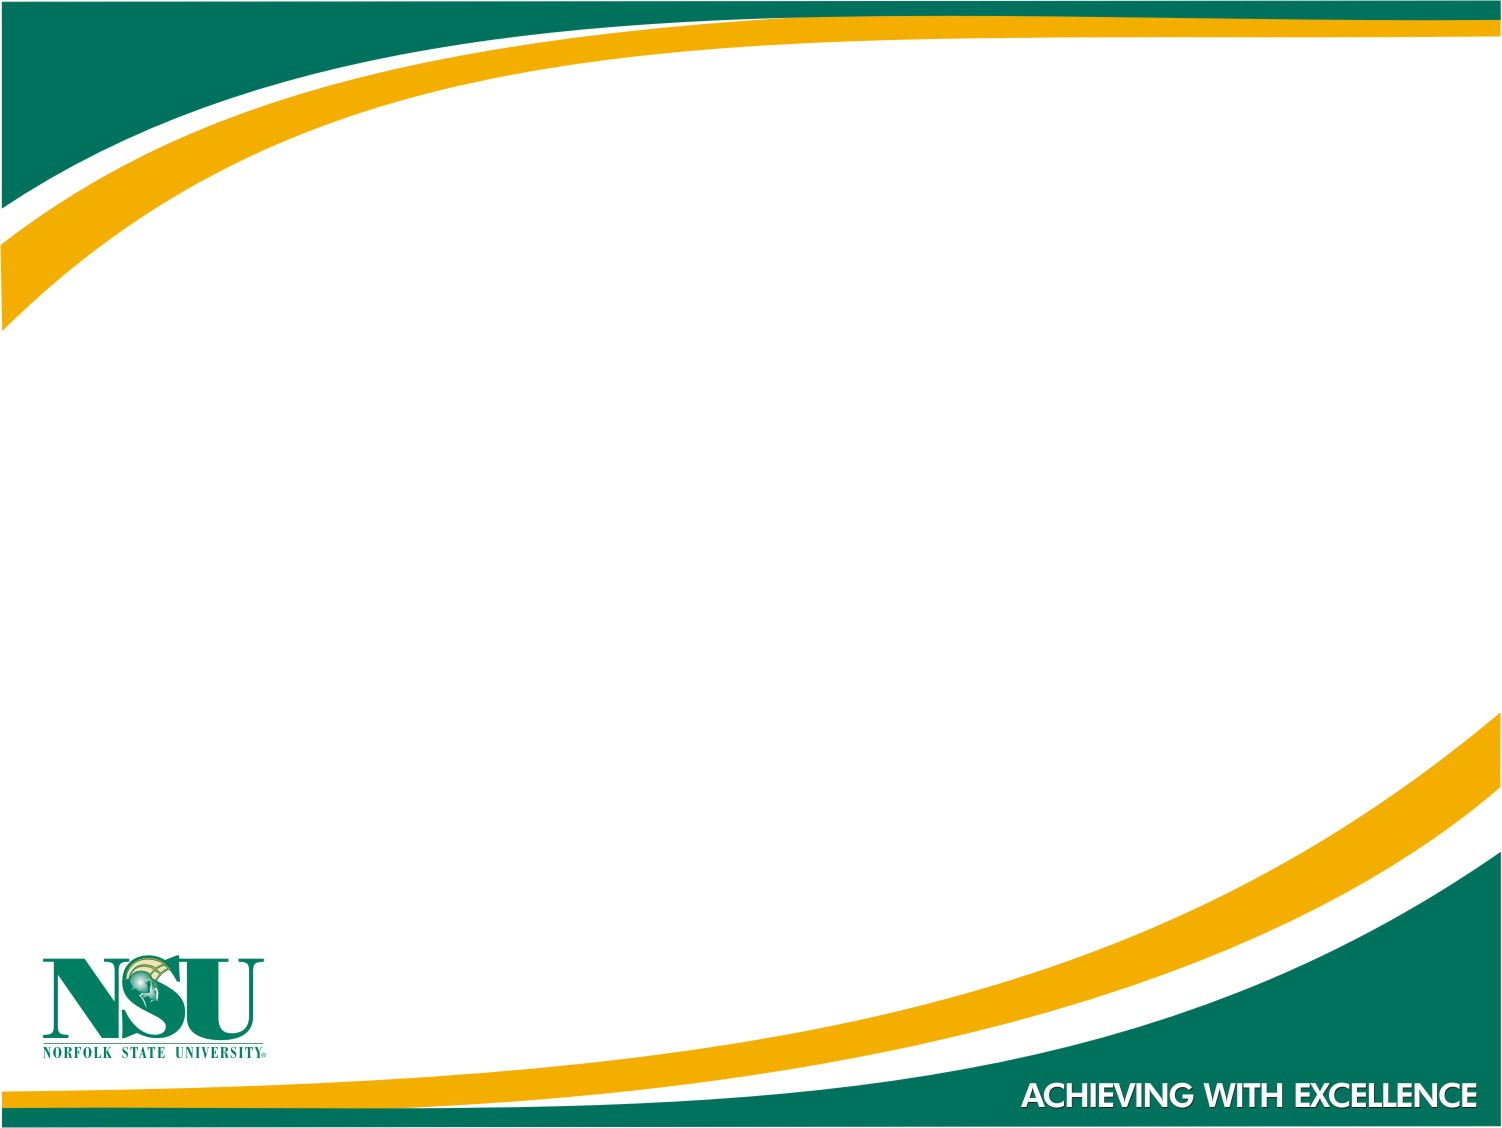 NSU
NORFOLK STATE UNIVERSITY®
ACHIEVING WITH EXCELLENCE